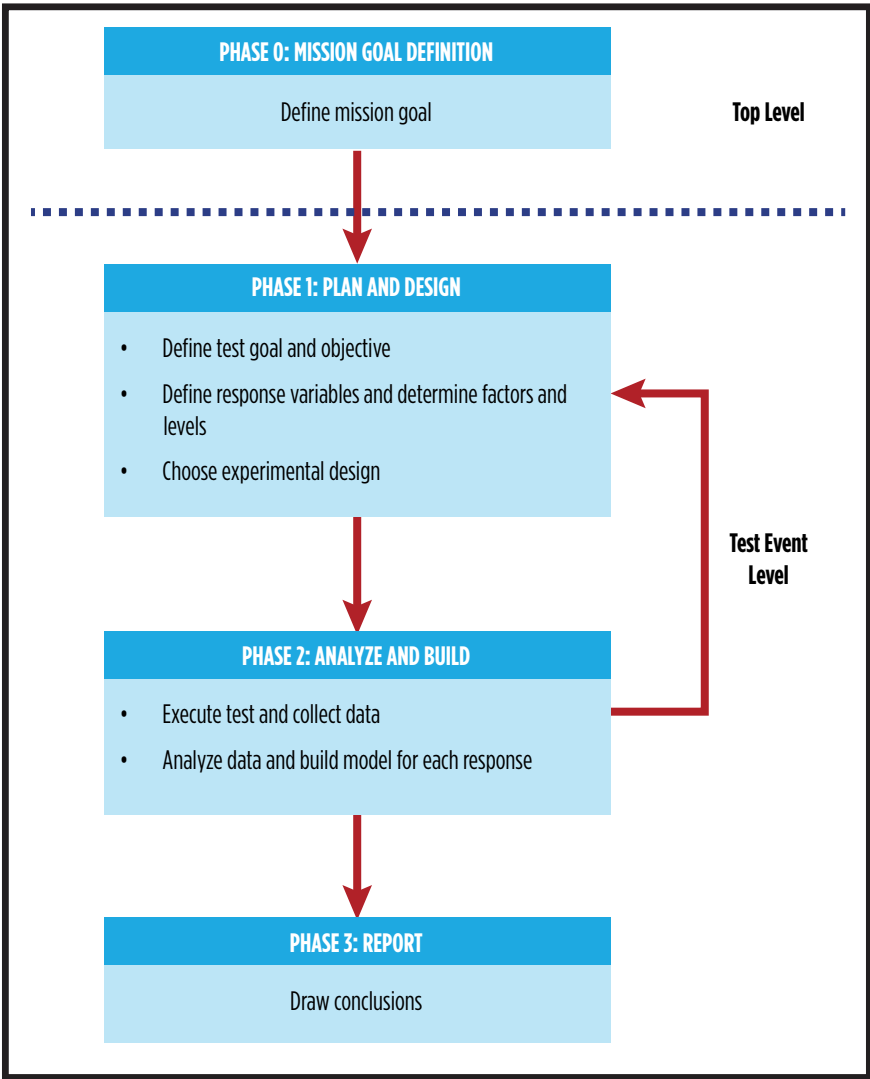 PHASE 0: MISSION GOAL DEFINITION
Define mission goal
Top Level
PHASE 1: PLAN AND DESIGN
• Define test goal and objective
• Define response variables and determine factors and
levels
• Choose experimental design
Test Event
Level
PHASE 2: ANALYZE AND BUILD
• Execute test and collect data
• Analyze data and build model for each response
PHASE 3: REPORT
Draw conclusions